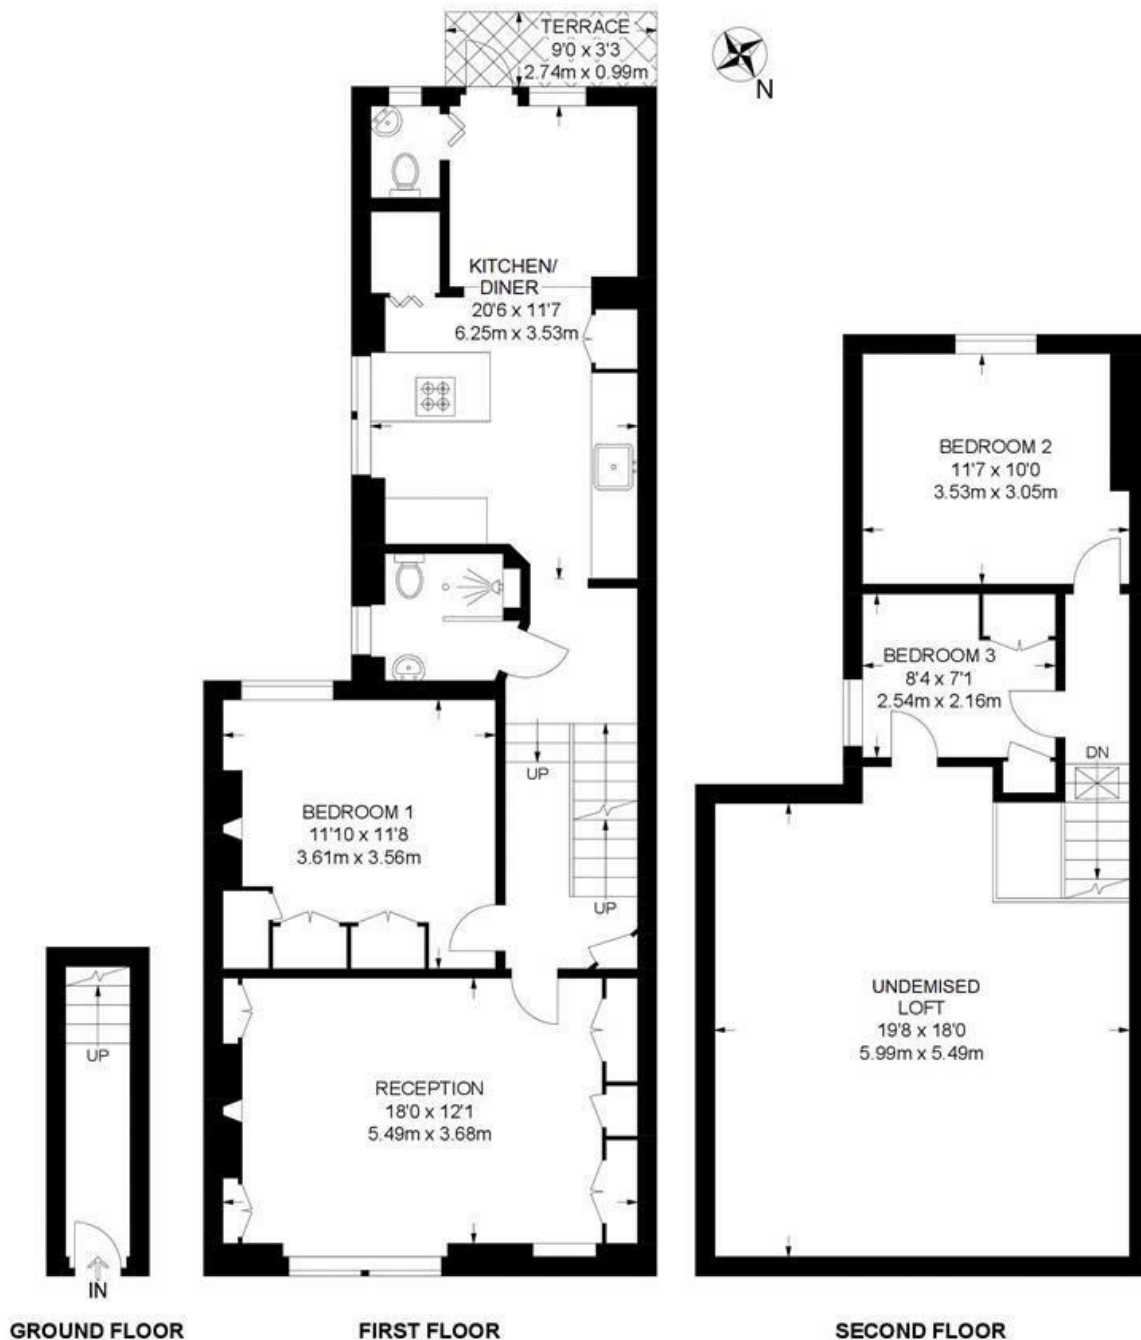 TERRACE
9'0 x 3'3
2.74m x 0.99m
N
KITCHEN/
DINER
20'6 x 11'7
6.25m x 3.53m
BEDROOM 2
11'7 x 10'0
3.53m x 3.05m
BEDROOM 3
8'4 x 7'1
2.54m x 2.16m
DN
UP
BEDROOM 1
11'10 x 11'8
3.61m x 3.56m
UP
UNDEMISED
LOFT
19'8 x 18'0
5.99m x 5.49m
UP
RECEPTION
18'0 x 12'1
5.49m x 3.68m
IN
GROUND FLOOR
FIRST FLOOR
SECOND FLOOR